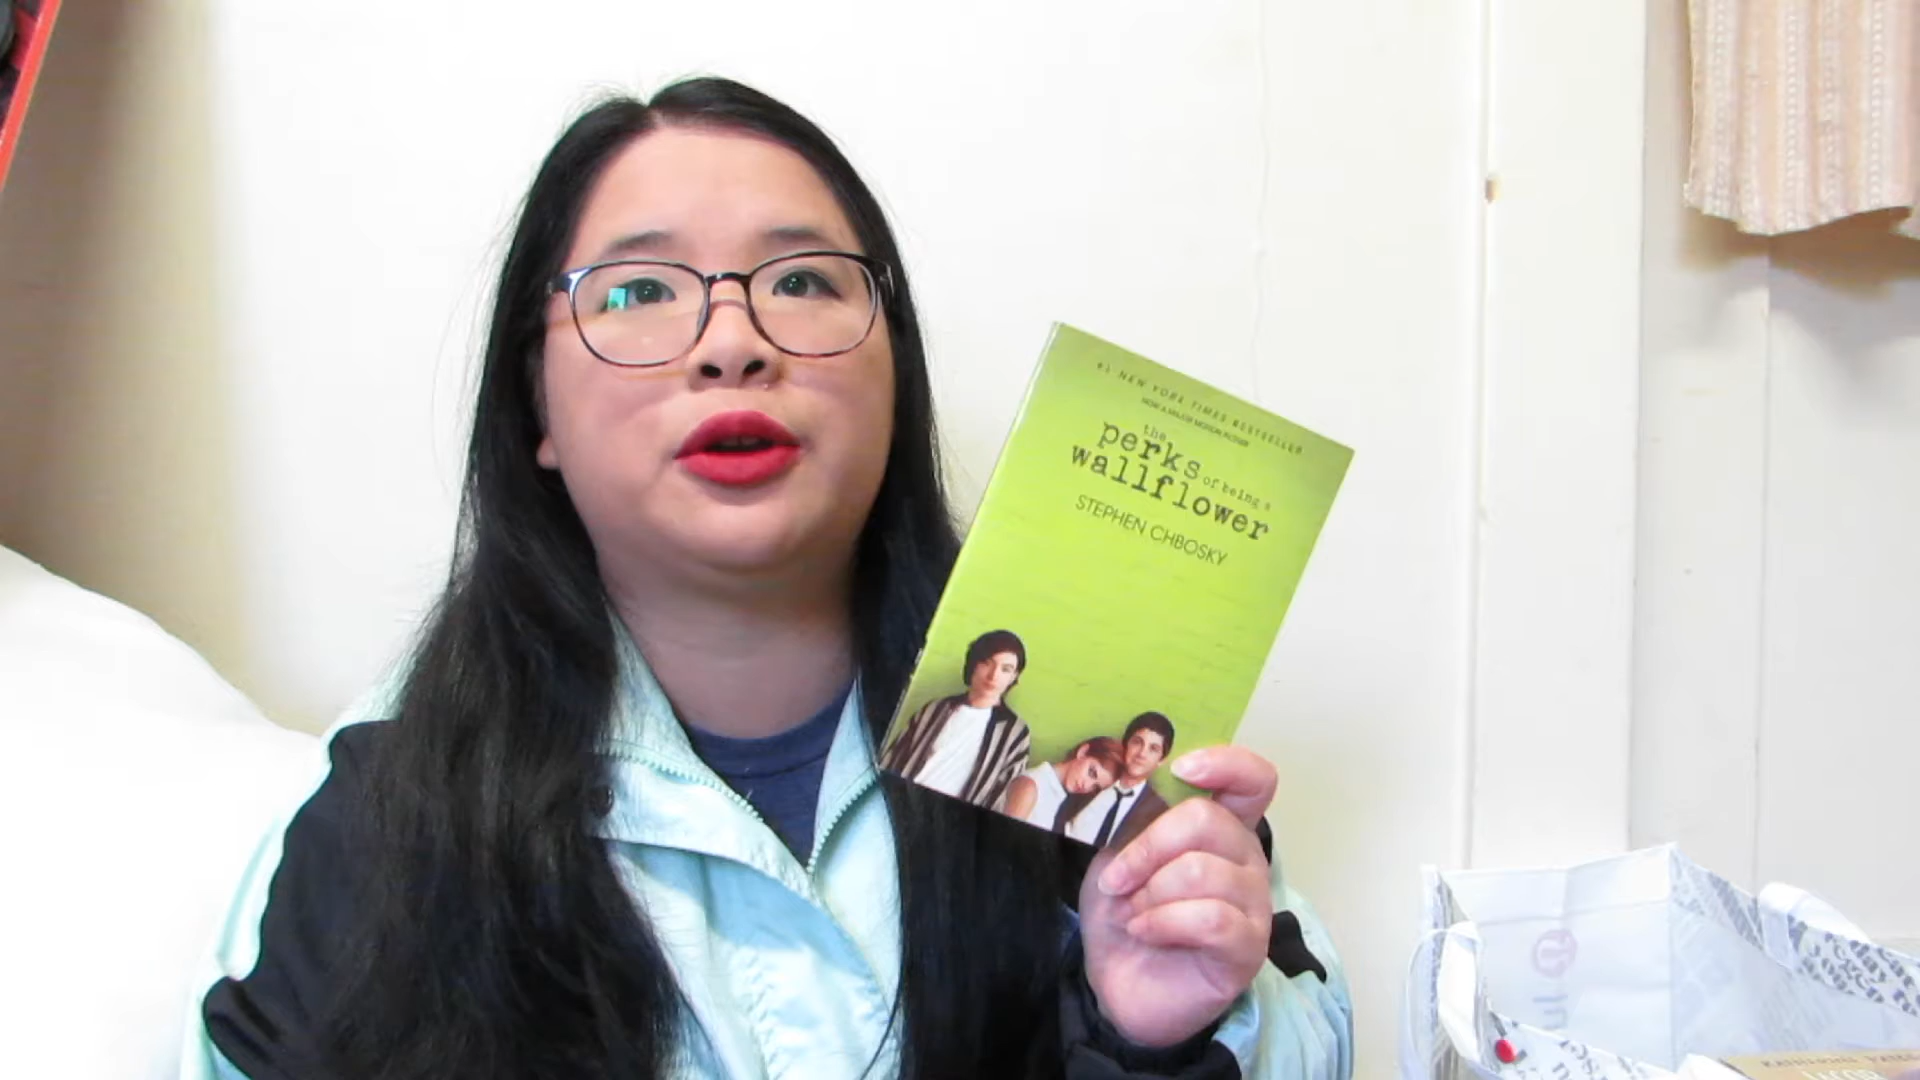 #1 NEW YORK TIMES BESTSELLER
NOW A MAJOR MOTION PICTURE
the
perks of being a
wallflower
STEPHEN CHBOSKY